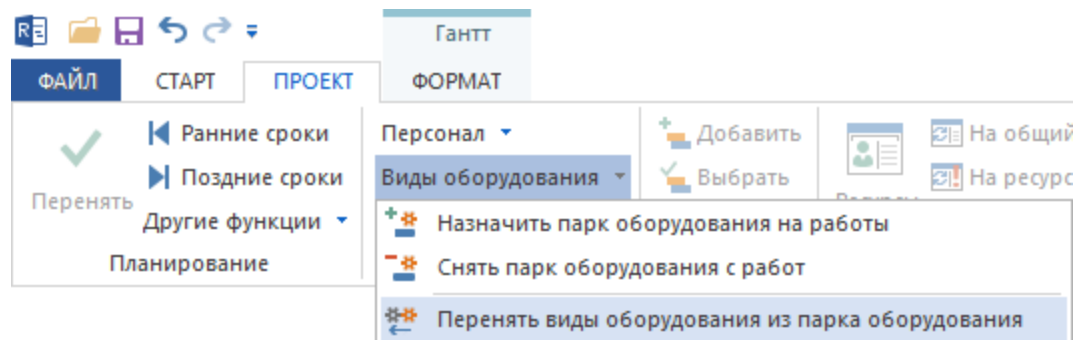 Гантт
ФАЙЛ СТАРТ ПРОЕКТ ФОРМАТ
Перенять
Ранние сроки
Поздние сроки
Другие функции
Планирование
Персонал
Виды оборудования
Добавить
Выбрать
На общий
На ресурс
Назначить парк оборудования на работы
Снять парк оборудования с работ
Перенять виды оборудования из парка оборудования